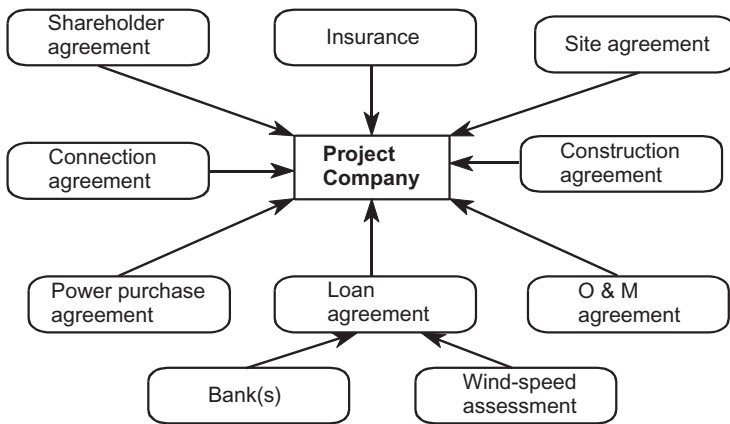 Shareholder
agreement
Insurance
Site agreement
Connection
agreement
Project
Company
Construction
agreement
Power purchase
agreement
Loan
agreement
O & M
agreement
Bank(s)
Wind-speed
assessment